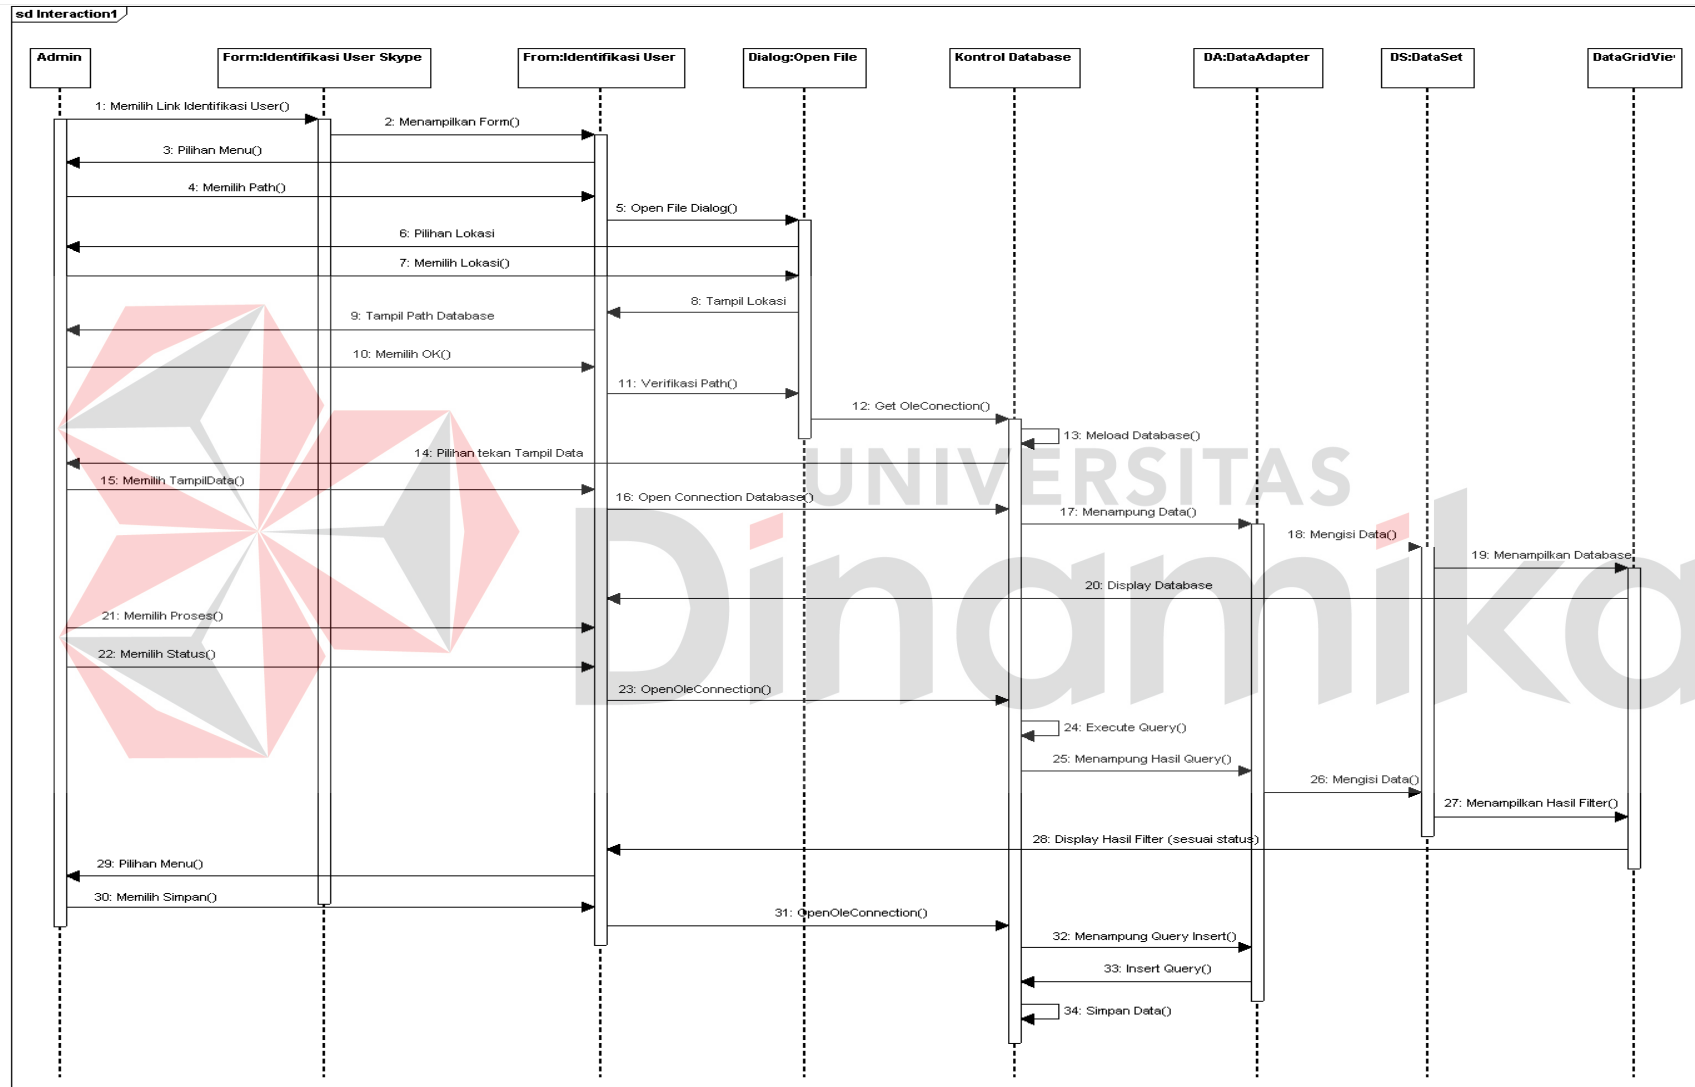 sd Interaction1
Admin
Form:Identifikasi User Skype
From:Identifikasi User
Dialog:Open File
Kontrol Database
DA:DataAdapter
DS:DataSet
DataGridVie
1: Memilih Link Identifikasi User()
2: Menampilkan Form()
3: Pilihan Menu()
4: Memilih Path()
5: Open File Dialog()
6: Pilihan Lokasi
7: Memilih Lokasi()
8: Tampil Lokasi
9: Tampil Path Database
10: Memilih OK()
11: Verifikasi Path()
12: Get OleConection()
13: Meload Database()
14: Pilihan tekan Tampil Data
15: Memilih TampilData()
16: Open Connection Database()
17: Menampung Data()
18: Mengisi Data()
19: Menampilkan Database
20: Display Database
21: Memilih Proses()
22: Memilih Status()
23: OpenOleConnection()
24: Execute Query()
25: Menampung Hasil Query()
26: Mengisi Data()
27: Menampilkan Hasil Filter()
28: Display Hasil Filter (sesuai status)
29: Pilihan Menu()
30: Memilih Simpan()
31: OpenOleConnection()
32: Menampung Query Insert()
33: Insert Query()
34: Simpan Data()
UNIVERSITAS
Dinamika